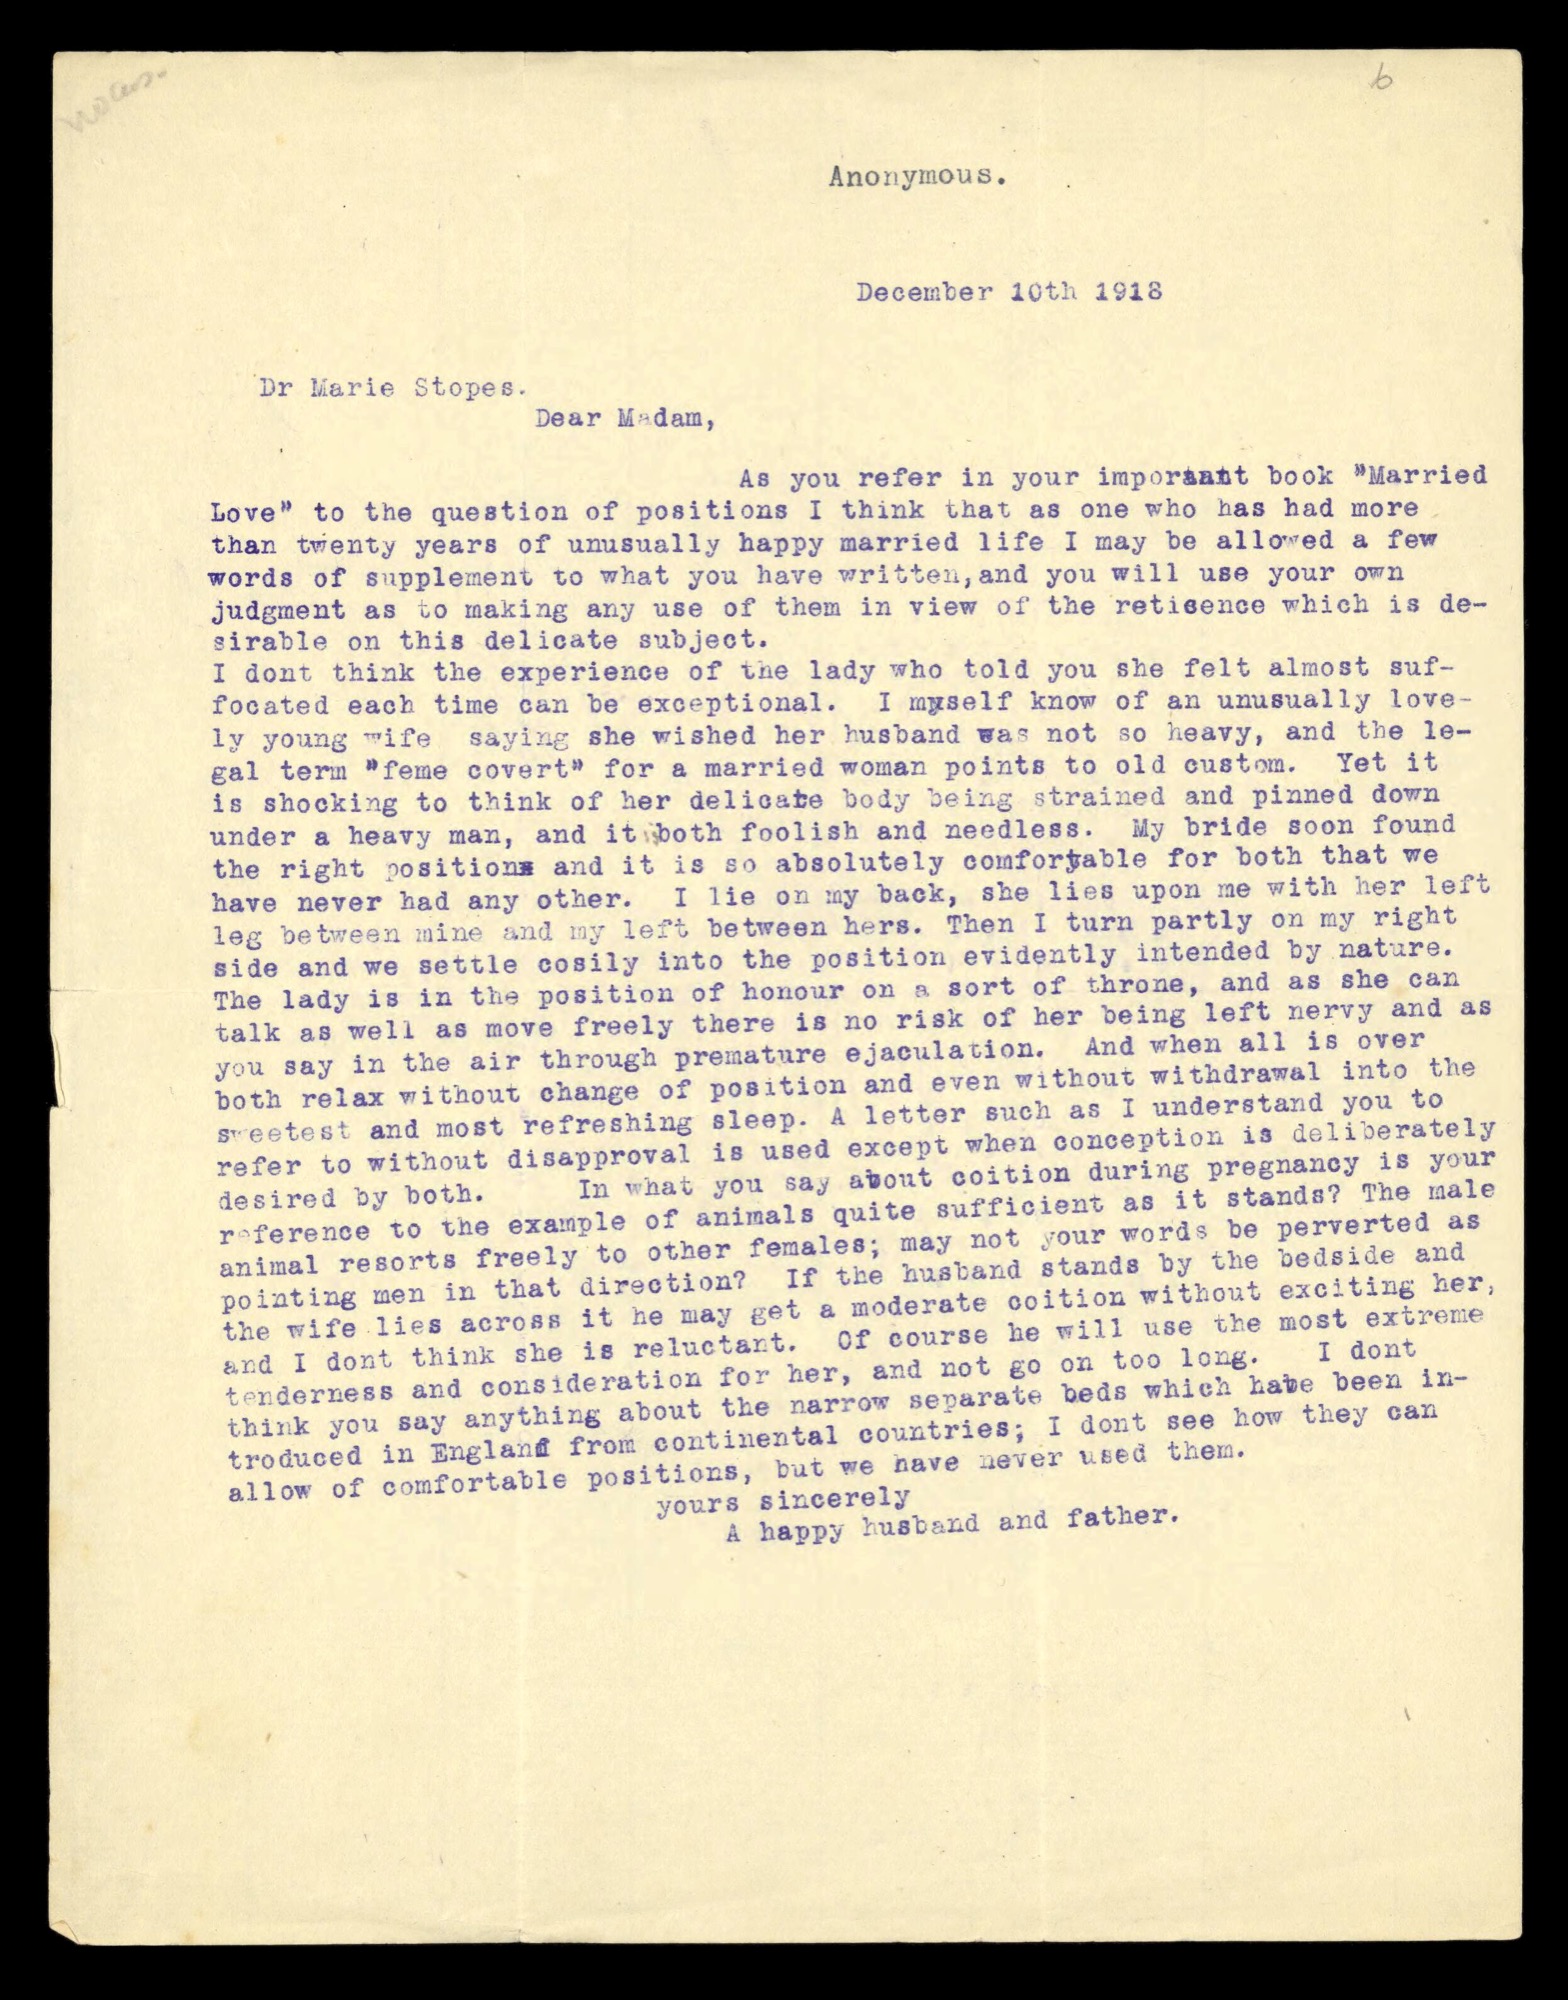 6
Anonymous.
December 10th 1918
Dr Marie Stopes.
Dear Madam,
As you refer in your important book "Married
Love" to the question of positions I think that as one who has had more
than twenty years of unusually happy married life I may be allowed a few
words of supplement to what you have written,and you will use your own
judgment as to making any use of them in view of the reticence which is de-
sirable on this delicate subject.
I dont think the experience of the lady who told you she felt almost suf-
focated each time can be exceptional. I myself know of an unusually love-
ly young wife saying she wished her husband was not so heavy, and the le-
gal term "feme covert" for a married woman points to old custom. Yet it
is shocking to think of her delicate body being strained and pinned down
under a heavy man, and it both foolish and needless. My bride soon found
the right position and it is so absolutely comfortable for both that we
have never had any other. I lie on my back, she lies upon me with her left
leg between mine and my left between hers. Then I turn partly on my right
side and we settle cosily into the position evidently intended by nature.
The lady is in the position of honour on a sort of throne, and as she can
talk as well as move freely there is no risk of her being left nervy and as
you say in the air through premature ejaculation. And when all is over
both relax without change of position and even without withdrawal into the
sweetest and most refreshing sleep. A letter such as I understand you to
refer to without disapproval is used except when conception is deliberately
desired by both. In what you say about coition during pregnancy is your
reference to the example of animals quite sufficient as it stands? The male
animal resorts freely to other females; may not your words be perverted as
pointing men in that direction? If the husband stands by the bedside and
the wife lies across it he may get a moderate coition without exciting her,
and I dont think she is reluctant. Of course he will use the most extreme
tenderness and consideration for her, and not go on too long. I dont
think you say anything about the narrow separate beds which have been in-
troduced in England from continental countries; I dont see how they can
allow of comfortable positions, but we have never used them.
yours sincerely
A happy husband and father.